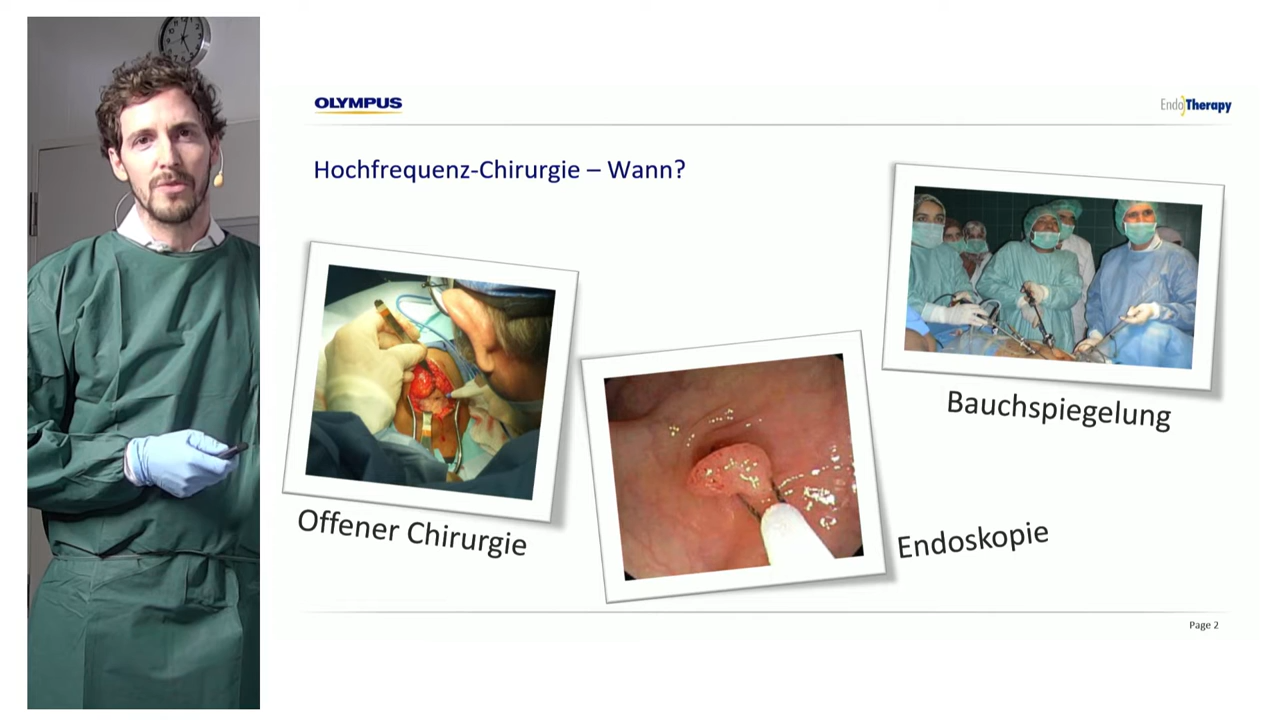 OLYMPUS
EndoTherapy
Hochfrequenz-Chirurgie – Wann?
Bauchspiegelung
Offener Chirurgie
Endoskopie
Page 2